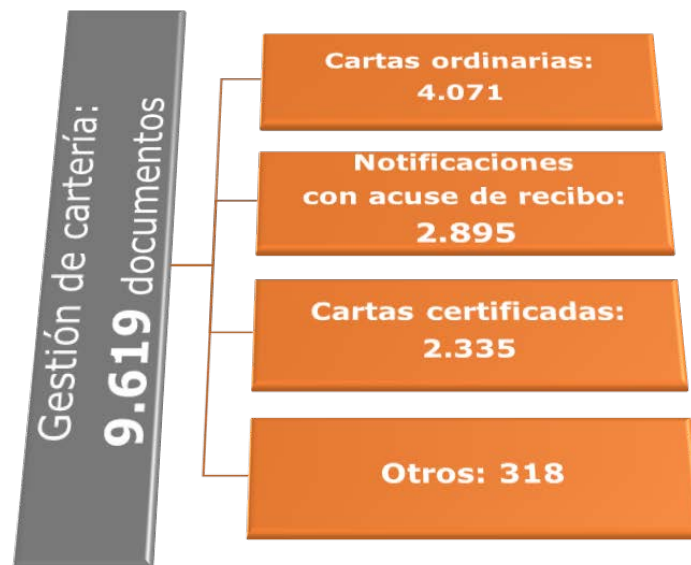 Gestión de cartería:
9.619 documentos
Cartas ordinarias:
4.071
Notificaciones
con acuse de recibo:
2.895
Cartas certificadas:
2.335
Otros: 318